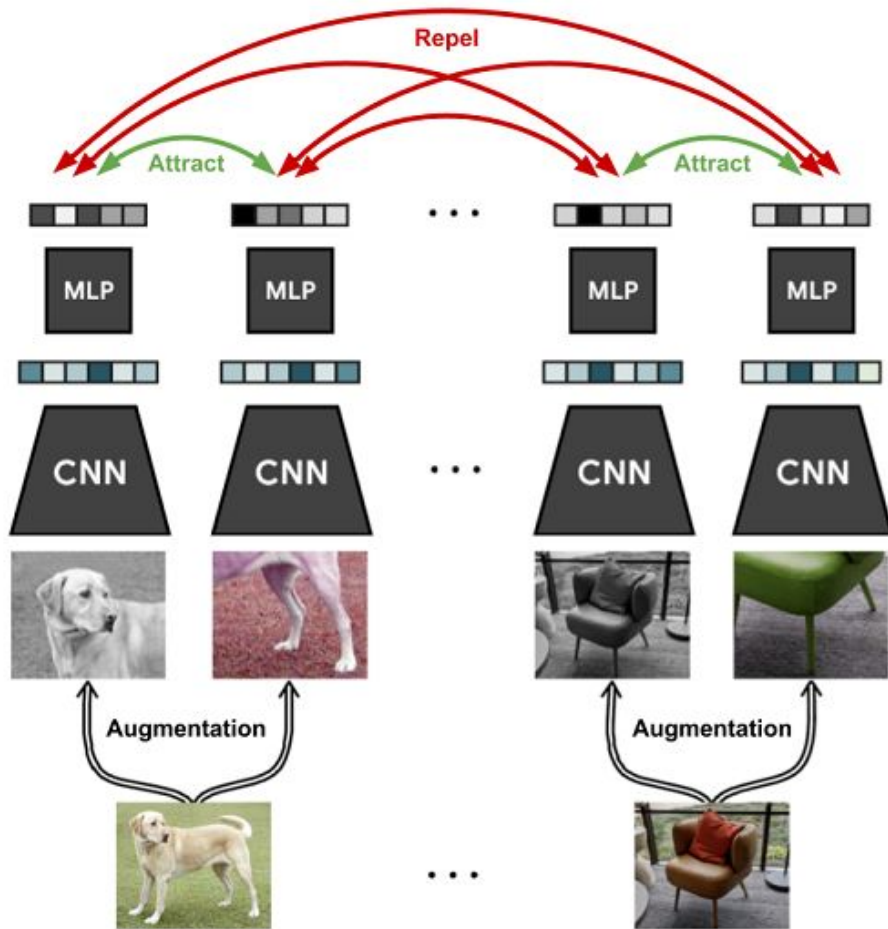 Repel
Attract
Attract
. . .
MLP
MLP
MLP
MLP
CNN
CNN
. . .
CNN
CNN
Augmentation
Augmentation
. . .